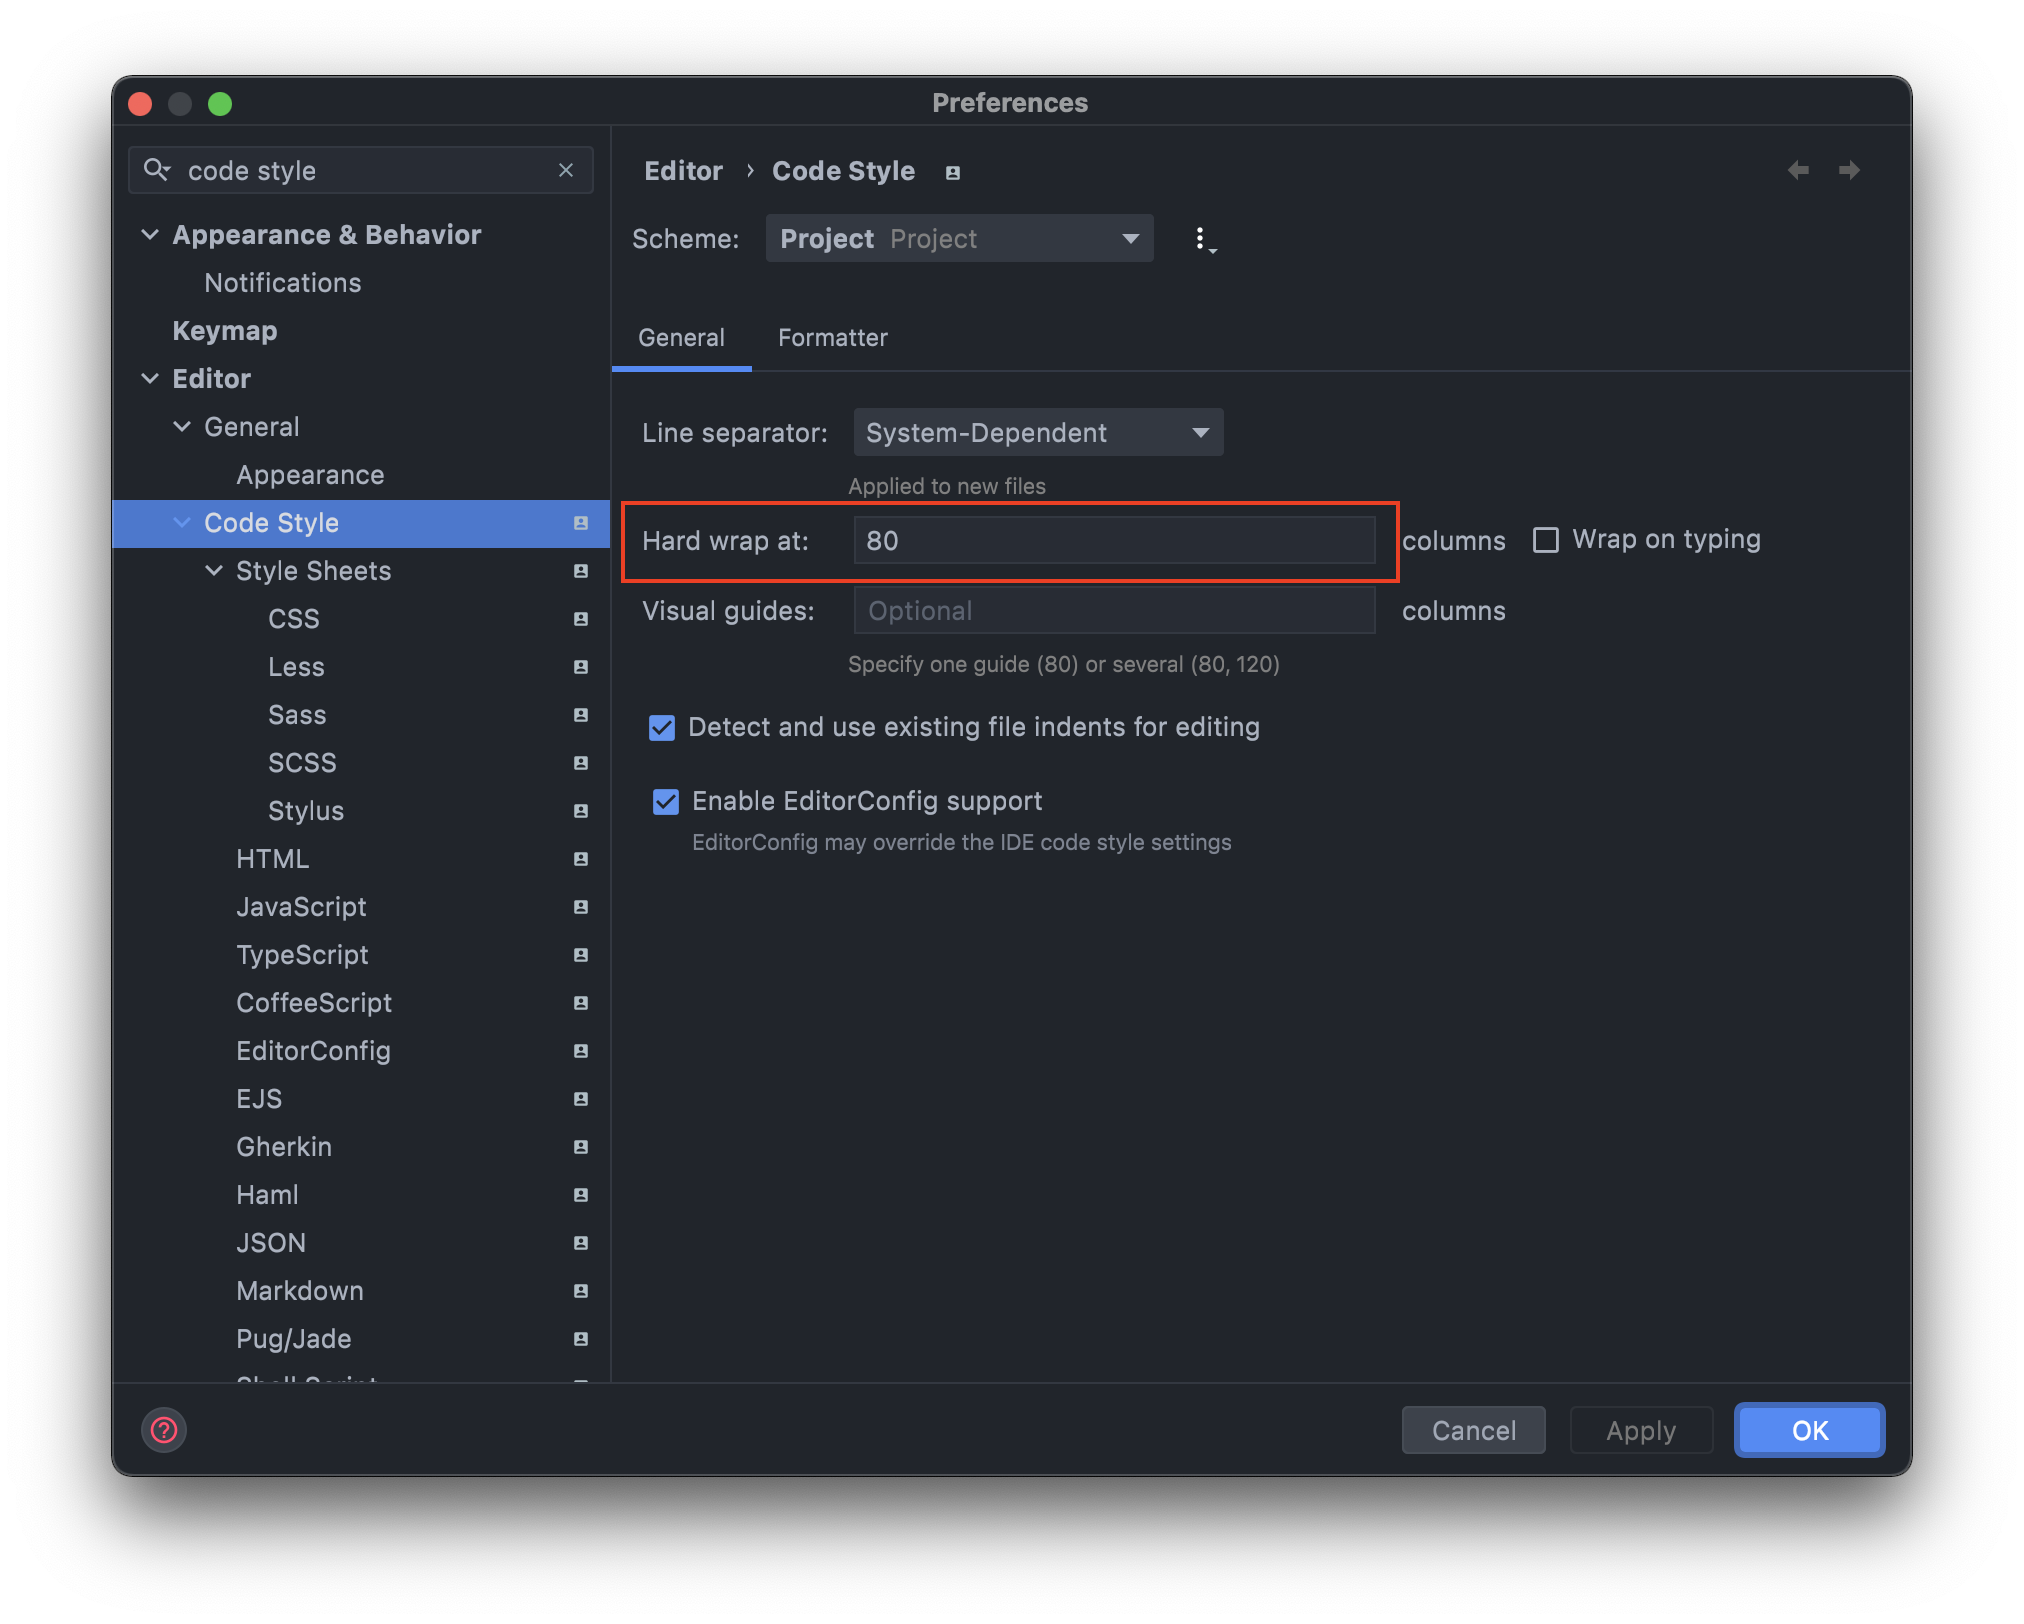 Preferences
code style
Appearance & Behavior
Notifications
Keymap
Editor
General
Appearance
Code Style
Style Sheets
CSS
Less
Sass
SCSS
Stylus
HTML
JavaScript
TypeScript
CoffeeScript
EditorConfig
EJS
Gherkin
Haml
JSON
Markdown
Pug/Jade
Shell Script
Editor › Code Style
Scheme: Project Project
General Formatter
Line separator: System-Dependent
Applied to new files
Hard wrap at: 80 columns Wrap on typing
Visual guides: Optional columns
Specify one guide (80) or several (80, 120)
Detect and use existing file indents for editing
Enable EditorConfig support
EditorConfig may override the IDE code style settings
? Cancel Apply OK